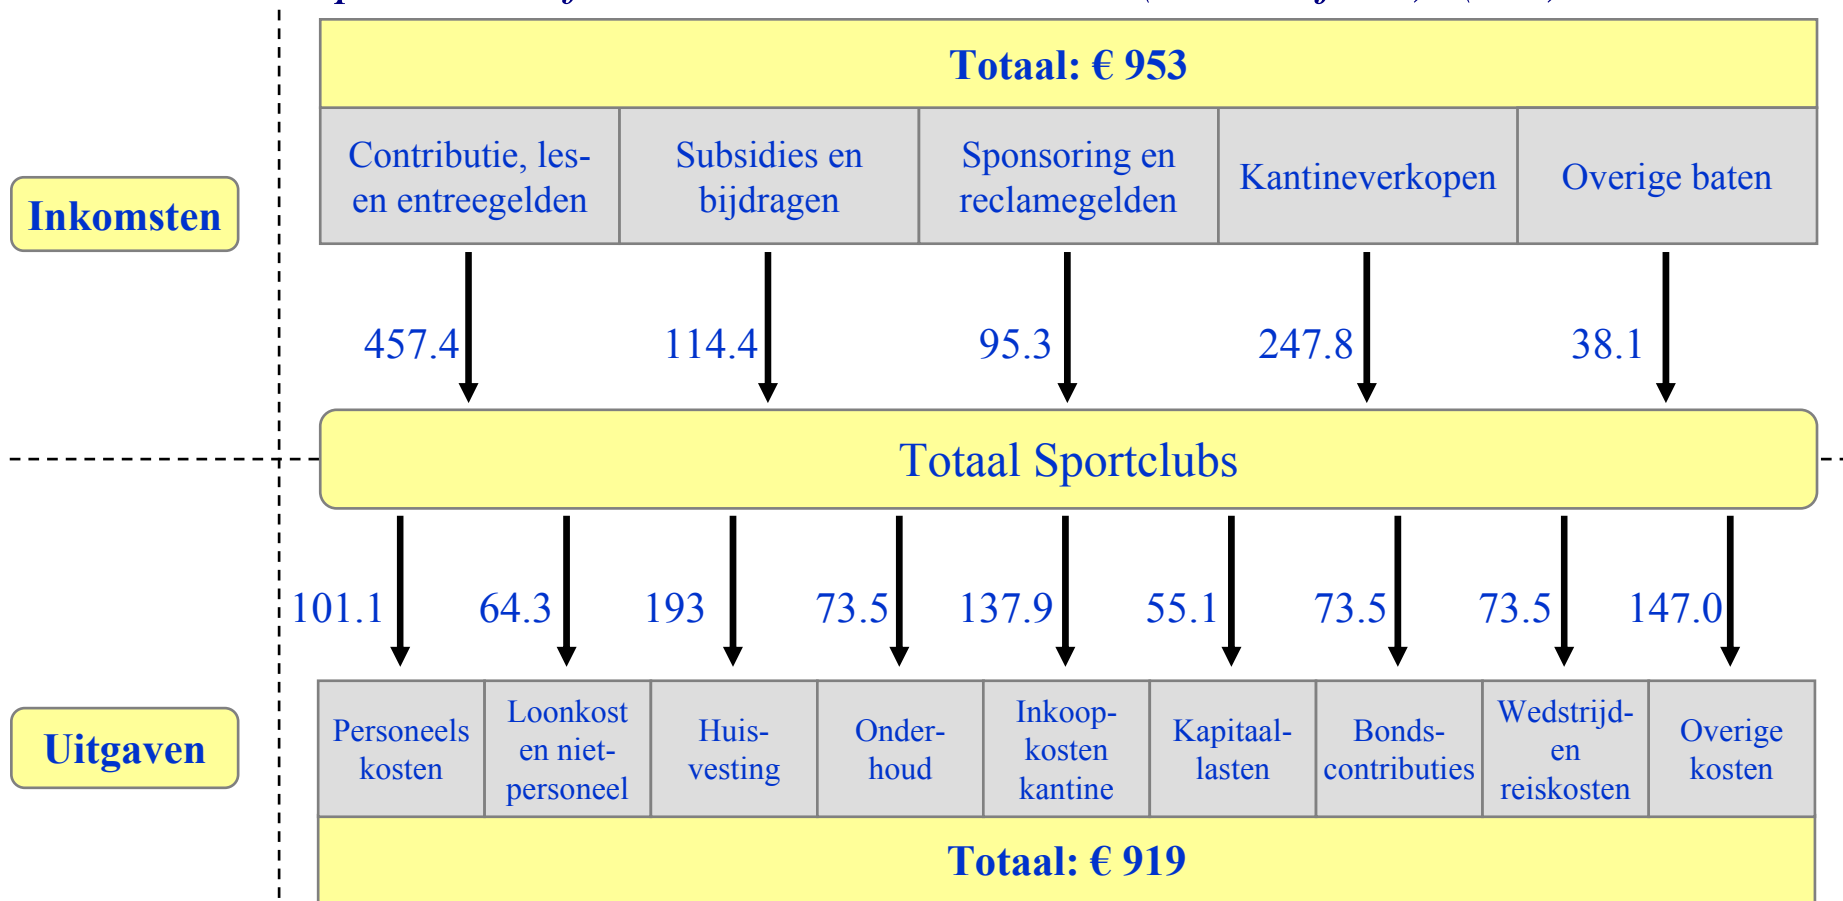 Totaal: € 953
Contributie, les-
en entreegelden
Subsidies en
bijdragen
Sponsoring en
reclamegelden
Kantineverkopen
Overige baten
Inkomsten
457.4
114.4
95.3
247.8
38.1
Totaal Sportclubs
101.1
64.3
193
73.5
137.9
55.1
73.5
73.5
147.0
Uitgaven
Personeels
kosten
Loonkost
en niet-
personeel
Huis-
vesting
Onder-
houd
Inkoop-
kosten
kantine
Kapitaal-
lasten
Bonds-
contributies
Wedstrijd-
en
reiskosten
Overige
kosten
Totaal: € 919